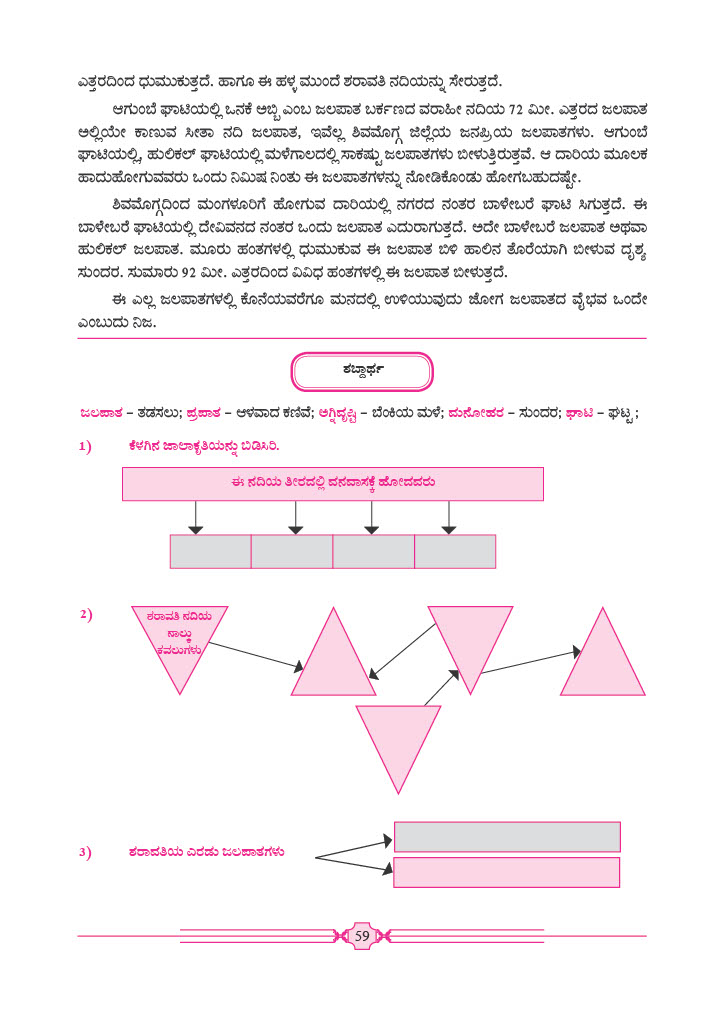 ಎತ್ತರದಿಂದ ಧುಮುಕುತ್ತದೆ. ಹಾಗೂ ಈ ಹಳ್ಳ ಮುಂದೆ ಶರಾವತಿ ನದಿಯನ್ನು ಸೇರುತ್ತದೆ.
ಆಗುಂಬೆ ಘಾಟಿಯಲ್ಲಿ ಒನಕೆ ಅಬ್ಬಿ ಎಂಬ ಜಲಪಾತ ಬರ್ಕಣದ ವರಾಹೀ ನದಿಯ 72 ಮೀ. ಎತ್ತರದ ಜಲಪಾತ
ಅಲ್ಲಿಯೇ ಕಾಣುವ ಸೀತಾ ನದಿ ಜಲಪಾತ, ಇವೆಲ್ಲ ಶಿವಮೊಗ್ಗ ಜಿಲ್ಲೆಯ ಜನಪ್ರಿಯ ಜಲಪಾತಗಳು. ಆಗುಂಬೆ
ಘಾಟಿಯಲ್ಲಿ, ಹುಲಿಕಲ್ ಘಾಟಿಯಲ್ಲಿ ಮಳೆಗಾಲದಲ್ಲಿ ಸಾಕಷ್ಟು ಜಲಪಾತಗಳು ಬೀಳುತ್ತಿರುತ್ತವೆ. ಆ ದಾರಿಯ ಮೂಲಕ
ಹಾದುಹೋಗುವವರು ಒಂದು ನಿಮಿಷ ನಿಂತು ಈ ಜಲಪಾತಗಳನ್ನು ನೋಡಿಕೊಂಡು ಹೋಗಬಹುದಷ್ಟೇ.
ಶಿವಮೊಗ್ಗದಿಂದ ಮಂಗಳೂರಿಗೆ ಹೋಗುವ ದಾರಿಯಲ್ಲಿ ನಗರದ ನಂತರ ಬಾಳೇಬರೆ ಘಾಟಿ ಸಿಗುತ್ತದೆ. ಈ
ಬಾಳೇಬರೆ ಘಾಟಿಯಲ್ಲಿ ದೇವಿವನದ ನಂತರ ಒಂದು ಜಲಪಾತ ಎದುರಾಗುತ್ತದೆ. ಅದೇ ಬಾಳೇಬರೆ ಜಲಪಾತ ಅಥವಾ
ಹುಲಿಕಲ್ ಜಲಪಾತ. ಮೂರು ಹಂತಗಳಲ್ಲಿ ಧುಮುಕುವ ಈ ಜಲಪಾತ ಬಿಳಿ ಹಾಲಿನ ತೊರೆಯಾಗಿ ಬೀಳುವ ದೃಶ್ಯ
ಸುಂದರ. ಸುಮಾರು 92 ಮೀ. ಎತ್ತರದಿಂದ ವಿವಿಧ ಹಂತಗಳಲ್ಲಿ ಈ ಜಲಪಾತ ಬೀಳುತ್ತದೆ.
ಈ ಎಲ್ಲ ಜಲಪಾತಗಳಲ್ಲಿ ಕೊನೆಯವರೆಗೂ ಮನದಲ್ಲಿ ಉಳಿಯುವುದು ಜೋಗ ಜಲಪಾತದ ವೈಭವ ಒಂದೇ
ಎಂಬುದು ನಿಜ.
ಶಬ್ದಾರ್ಥ
ಜಲಪಾತ – ತಡಸಲು; ಪ್ರಪಾತ – ಆಳವಾದ ಕಣಿವೆ; ಅಗ್ನಿವೃಷ್ಟಿ – ಬೆಂಕಿಯ ಮಳೆ; ಮನೋಹರ – ಸುಂದರ; ಘಾಟಿ – ಘಟ್ಟ ;
1) ಕೆಳಗಿನ ಜಾಲಾಕೃತಿಯನ್ನು ಬಿಡಿಸಿರಿ.
ಈ ನದಿಯ ತೀರದಲ್ಲಿ ವನವಾಸಕ್ಕೆ ಹೋದವರು
2) ಶರಾವತಿ ನದಿಯ
ನಾಲ್ಕು
ಕವಲುಗಳು
3) ಶರಾವತಿಯ ಎರಡು ಜಲಪಾತಗಳು
59